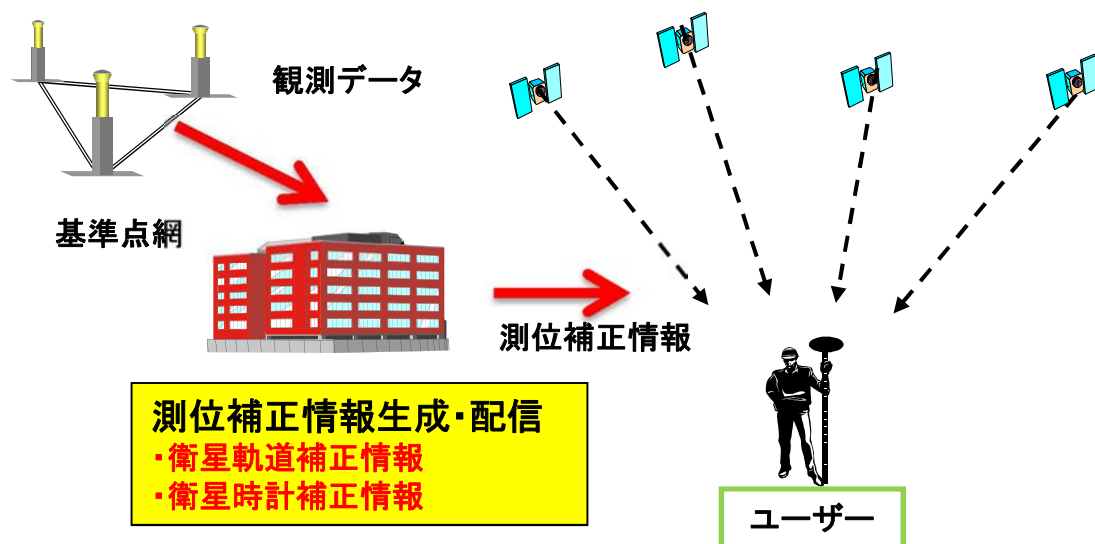 観測データ
基準点網
測位補正情報
測位補正情報生成・配信
・衛星軌道補正情報
・衛星時計補正情報
ユーザー